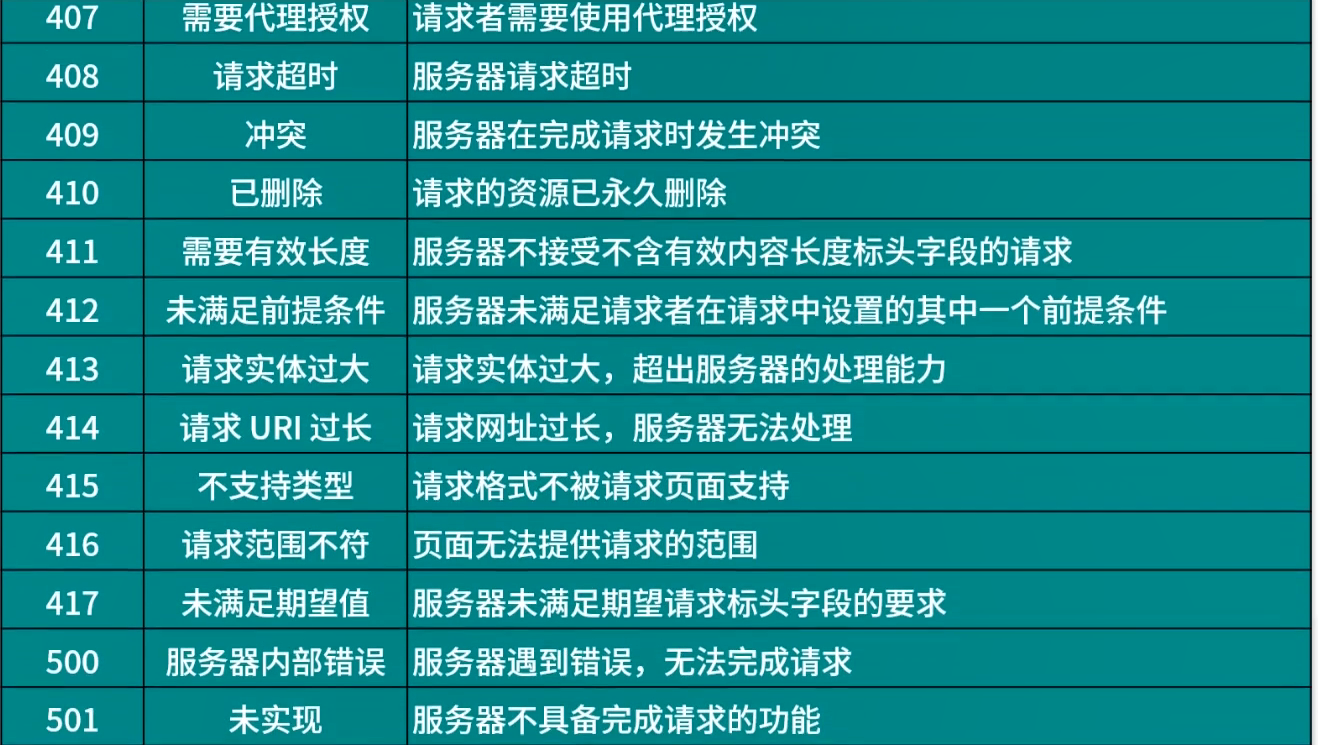 407 需要代理授权 请求者需要使用代理授权
408 请求超时 服务器请求超时
409 冲突 服务器在完成请求时发生冲突
410 已删除 请求的资源已永久删除
411 需要有效长度 服务器不接受不含有效内容长度标头字段的请求
412 未满足前提条件 服务器未满足请求者在请求中设置的其中一个前提条件
413 请求实体过大 请求实体过大，超出服务器的处理能力
414 请求 URI 过长 请求网址过长，服务器无法处理
415 不支持类型 请求格式不被请求页面支持
416 请求范围不符 页面无法提供请求的范围
417 未满足期望值 服务器未满足期望请求标头字段的要求
500 服务器内部错误 服务器遇到错误，无法完成请求
501 未实现 服务器不具备完成请求的功能